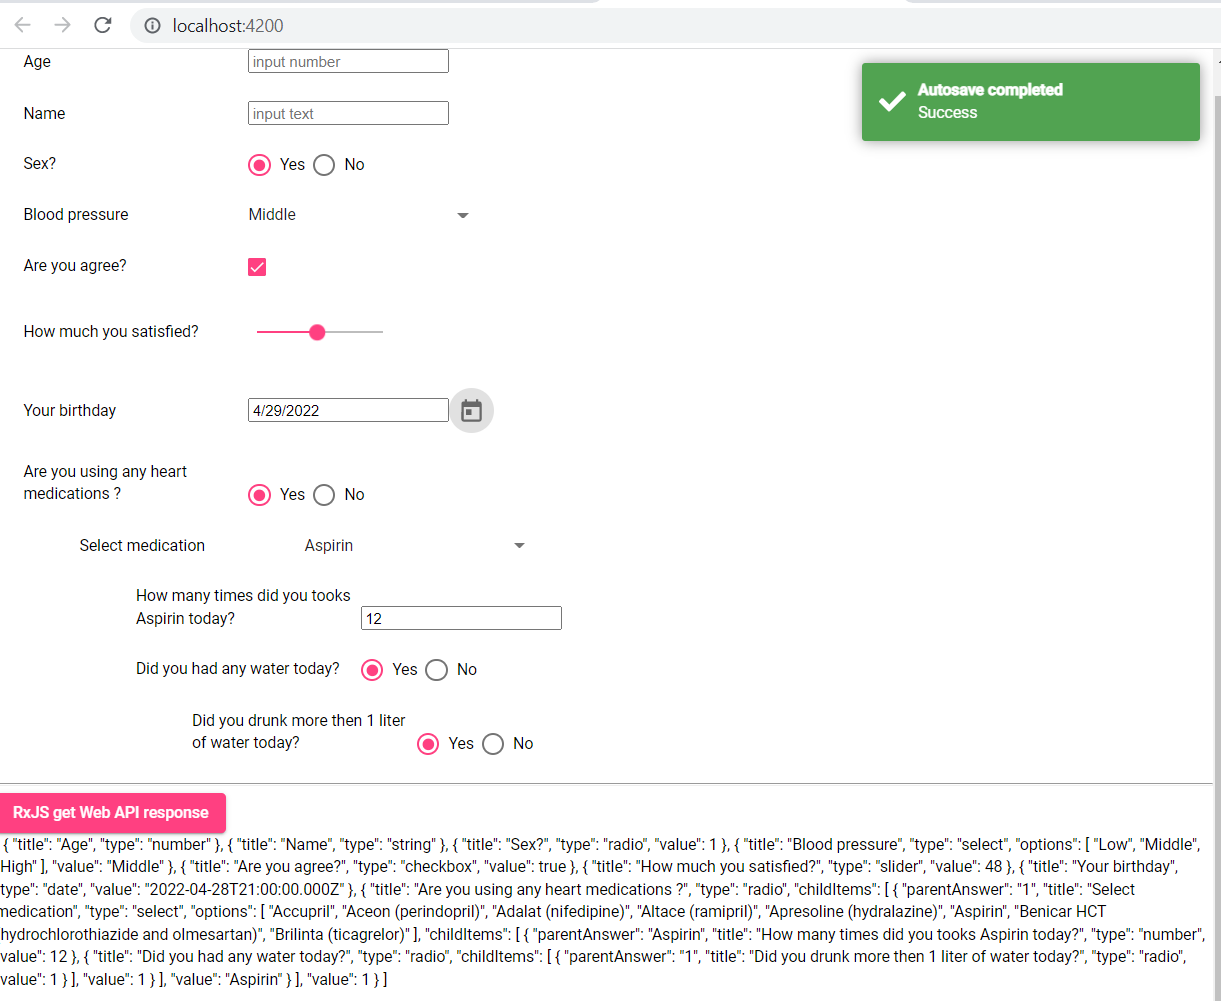 localhost:4200
Age
input number
Autosave completed
Success
Name
input text
Sex?
Yes No
Blood pressure
Middle
Are you agree?
How much you satisfied?
Your birthday
4/29/2022
Are you using any heart
medications ?
Yes No
Select medication
Aspirin
How many times did you tooks
Aspirin today?
12
Did you had any water today?
Yes No
Did you drunk more then 1 liter
of water today?
Yes No
RxJS get Web API response
{ "title": "Age", "type": "number" }, { "title": "Name", "type": "string" }, { "title": "Sex?", "type": "radio", "value": 1 }, { "title": "Blood pressure", "type": "select", "options": [ "Low", "Middle",
High" ], "value": "Middle" }, { "title": "Are you agree?", "type": "checkbox", "value": true }, { "title": "How much you satisfied?", "type": "slider", "value": 48 }, { "title": "Your birthday",
type": "date", "value": "2022-04-28T21:00:00.000Z" }, { "title": "Are you using any heart medications ?", "type": "radio", "childItems": [ { "parentAnswer": "1", "title": "Select
medication", "type": "select", "options": [ "Accupril", "Aceon (perindopril)", "Adalat (nifedipine)", "Altace (ramipril)", "Apresoline (hydralazine)", "Aspirin", "Benicar HCT
hydrochlorothiazide and olmesartan)", "Brilinta (ticagrelor)" ], "childItems": [ { "parentAnswer": "Aspirin", "title": "How many times did you tooks Aspirin today?", "type": "number",
value": 12 }, { "title": "Did you had any water today?", "type": "radio", "childItems": [ { "parentAnswer": "1", "title": "Did you drunk more then 1 liter of water today?", "type": "radio",
value": 1 } ], "value": 1 } ], "value": "Aspirin" } ], "value": 1 } ]